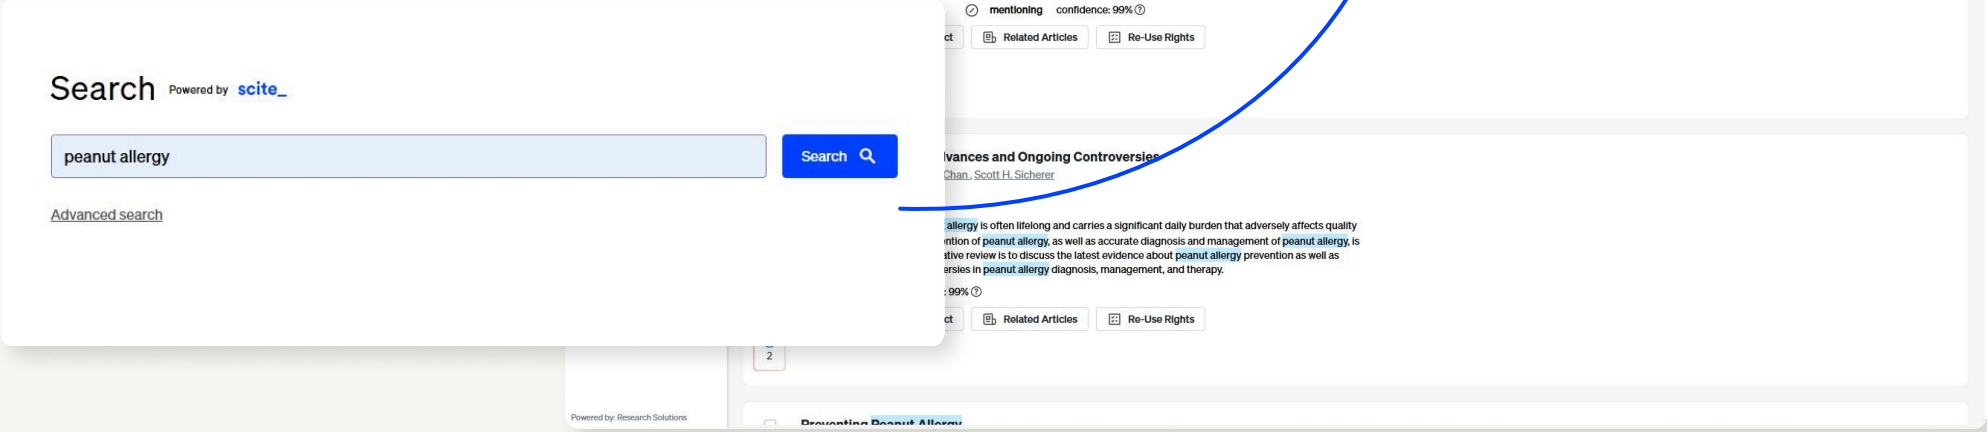 Search Powered by scite_
peanut allergy
Search
Advanced search
mentioning confidence: 99%
ct Related Articles Re-Use Rights
vances and Ongoing Controversies
Chan, Scott H. Sicherer
allergy is often lifelong and carries a significant daily burden that adversely affects quality
ntion of peanut allergy, as well as accurate diagnosis and management of peanut allergy, is
ative review is to discuss the latest evidence about peanut allergy prevention as well as
ersies in peanut allergy diagnosis, management, and therapy.
: 99%
ct Related Articles Re-Use Rights
2
Powered by: Research Solutions
Preventing Peanut Allergy